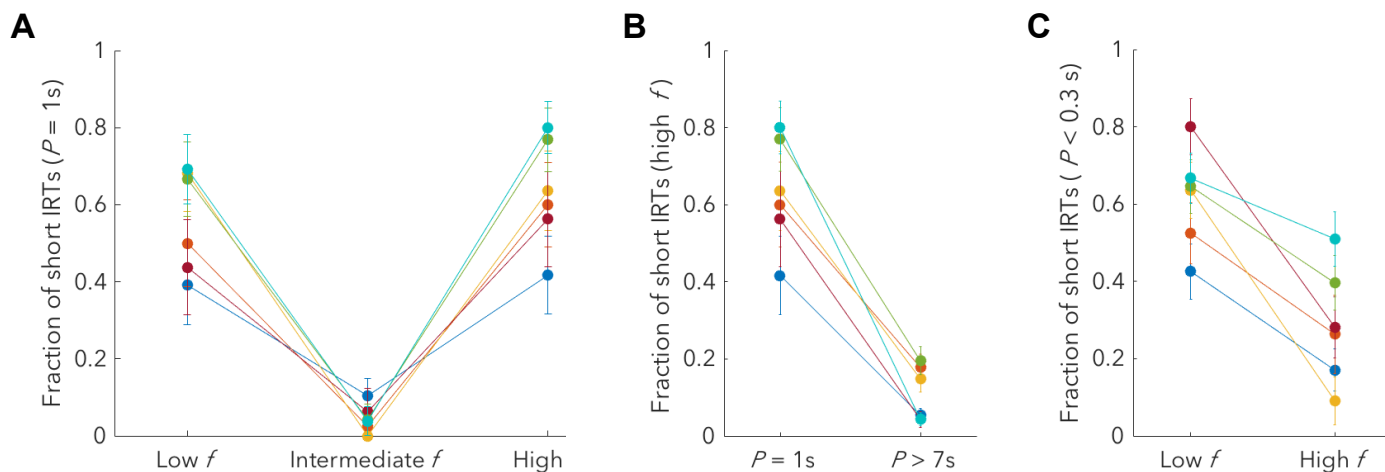 A
Fraction of short IRTs (P = 1s)
1
0.8
0.6
0.4
0.2
0
Low f
Intermediate f
High
B
Fraction of short IRTs (high f)
1
0.8
0.6
0.4
0.2
0
P = 1s
P > 7s
C
Fraction of short IRTs ( P < 0.3 s)
1
0.8
0.6
0.4
0.2
0
Low f
High f